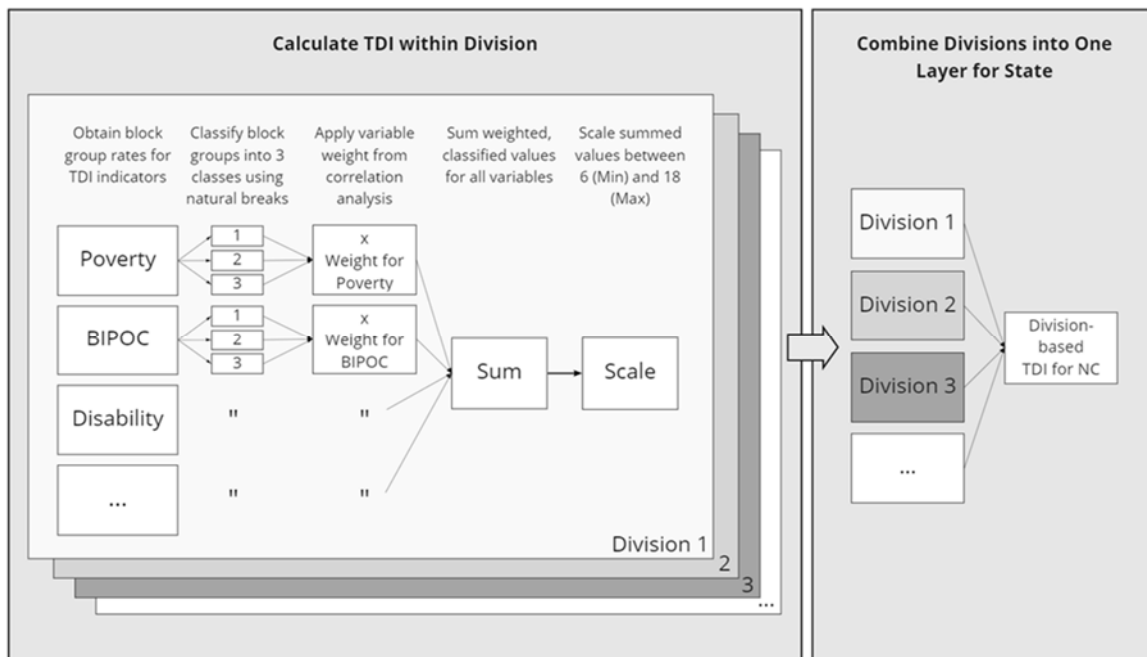 Calculate TDI within Division
Obtain block
group rates for
TDI indicators
Classify block
groups into 3
classes using
natural breaks
Apply variable
weight from
correlation
analysis
Sum weighted,
classified values
for all variables
Scale summed
values between
6 (Min) and 18
(Max)
Poverty
1
2
3
x
Weight for
Poverty
BIPOC
1
2
3
x
Weight for
BIPOC
Disability
"
"
...
"
"
Sum
Scale
Division 1
2
3
...
Combine Divisions into One
Layer for State
Division 1
Division 2
Division 3
...
Division-
based
TDI for NC